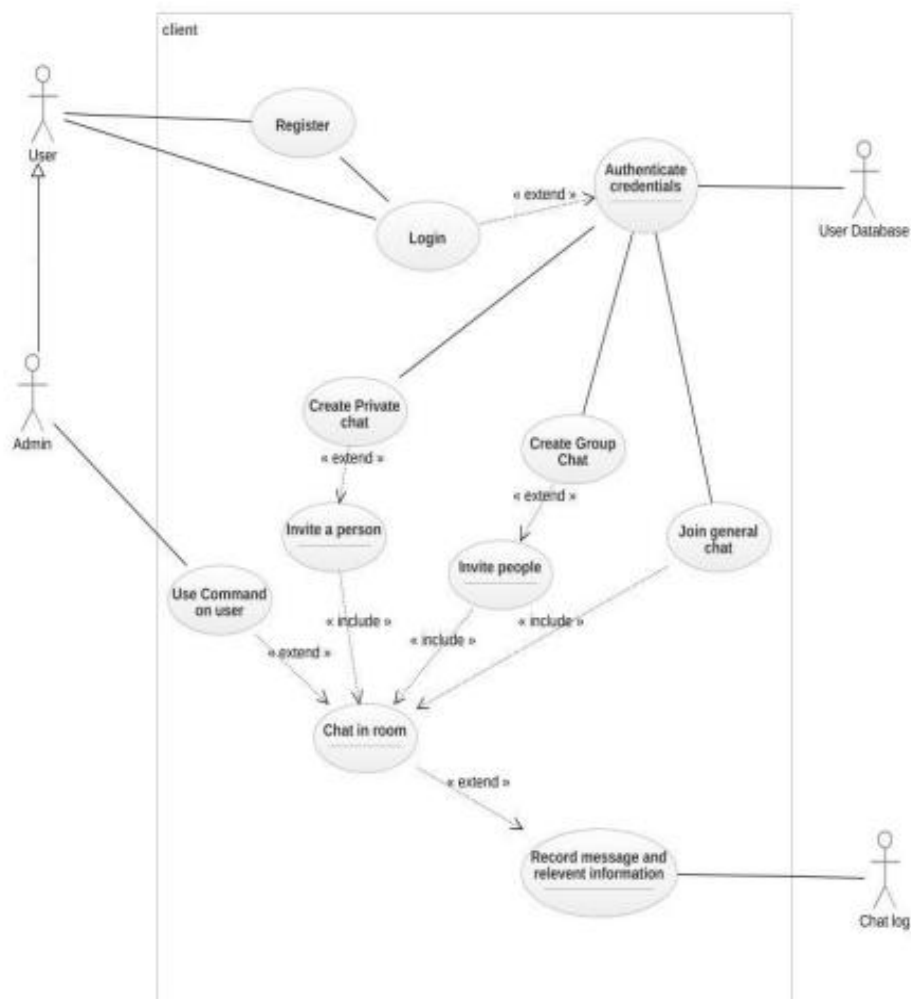 client
User
Register
Login
« extend »
Authenticate
credentials
User Database
Admin
Create Private
chat
« extend »
Create Group
Chat
« extend »
Invite a person
Invite people
Join general
chat
Use Command
on user
« include »
« include »
« include »
« extend »
Chat in room
« extend »
Record message and
relevent information
Chat log